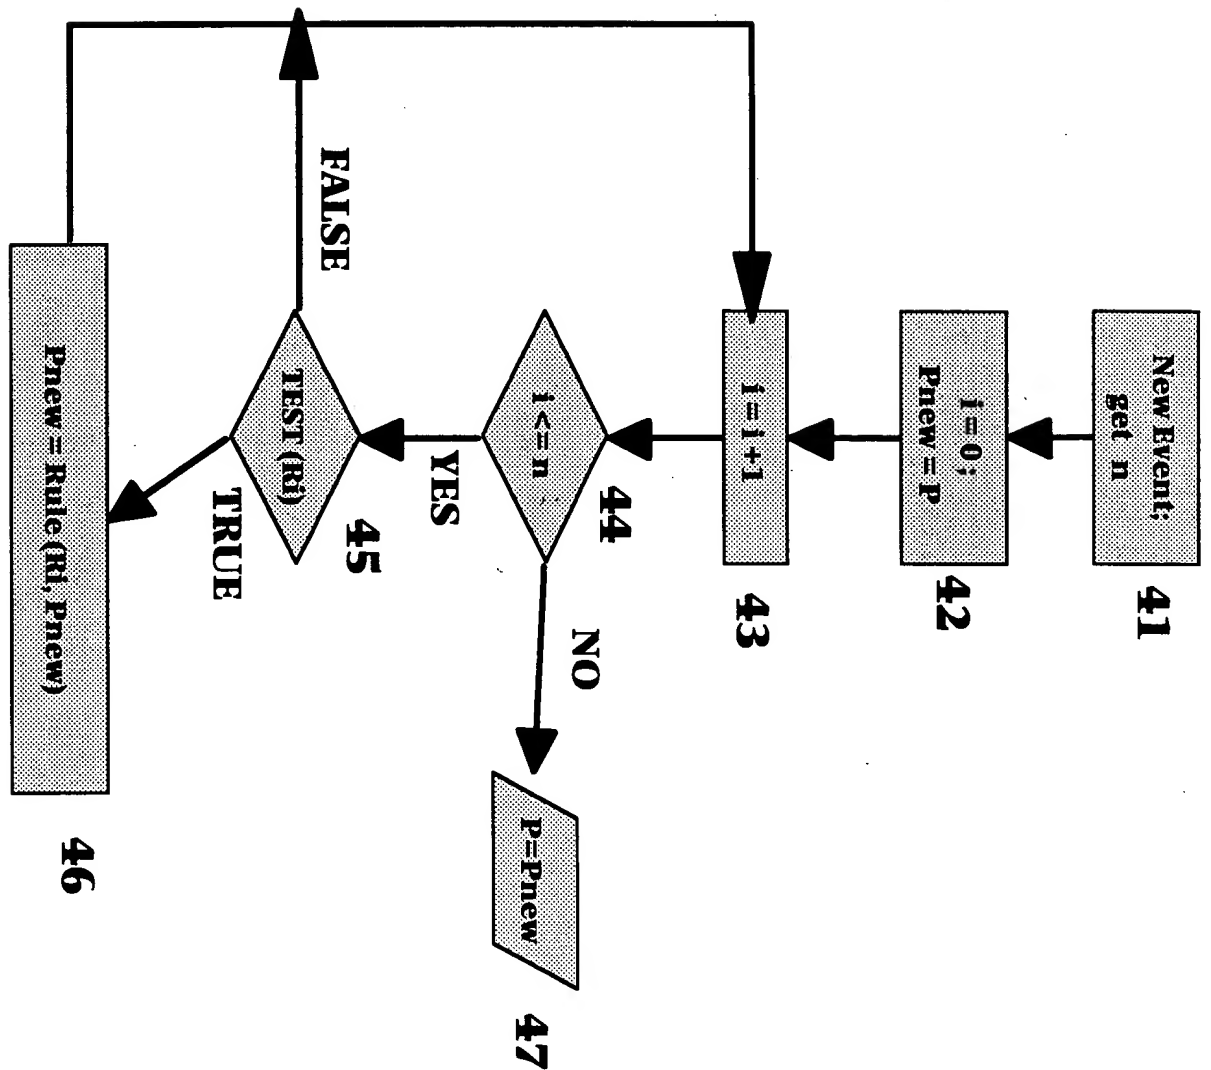 New Event;
get n
41
i = 0;
Pnew = P
42
i = i + 1
43
i <= n
44
NO
P=Pnew
47
YES
TEST (Ri)
45
FALSE
TRUE
Pnew = Rule (Ri, Pnew)
46